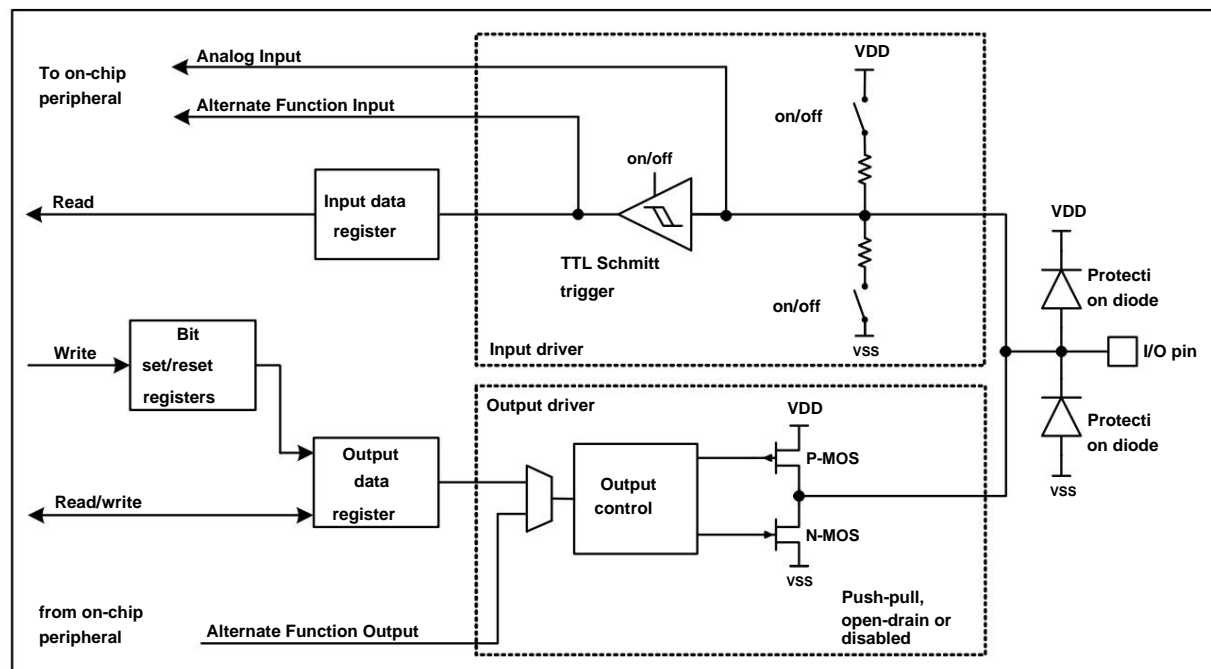 Analog Input
To on-chip
peripheral
Alternate Function Input
Read
Input data
register
on/off
TTL Schmitt
trigger
VDD
on/off
on/off
VSS
Input driver
VDD
Protecti
on diode
I/O pin
Protecti
on diode
VSS
Write
Bit
set/reset
registers
Read/write
Output
data
register
Output driver
Output
control
VDD
P-MOS
N-MOS
VSS
Push-pull,
open-drain or
disabled
from on-chip
peripheral
Alternate Function Output